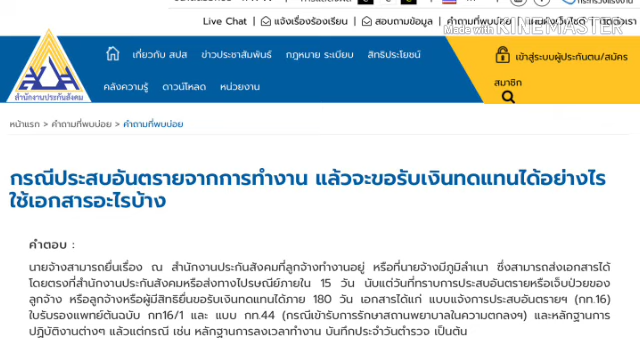 Live Chat | แจ้งเรื่องร้องเรียน | สอบถามข้อมูล | คำถามที่พบบ่อย | แผนผังเว็บไซต์ | ติดต่อเรา
Made with KINEMASTER
เกี่ยวกับ สปส ข่าวประชาสัมพันธ์ กฎหมาย ระเบียบ สิทธิประโยชน์
เข้าสู่ระบบผู้ประกันตน/สมัครสมาชิก
คลังความรู้ ดาวน์โหลด หน่วยงาน
สำนักงานประกันสังคม
หน้าแรก > คำถามที่พบบ่อย > คำถามที่พบบ่อย
กรณีประสบอันตรายจากการทำงาน แล้วจะขอรับเงินทดแทนได้อย่างไร
ใช้เอกสารอะไรบ้าง
คำตอบ :
นายจ้างสามารถยื่นเรื่อง ณ สำนักงานประกันสังคมที่ลูกจ้างทำงานอยู่ หรือที่นายจ้างมีภูมิลำเนา ซึ่งสามารถส่งเอกสารได้
โดยตรงที่สำนักงานประกันสังคมหรือส่งทางไปรษณีย์ภายใน 15 วัน นับแต่วันที่ทราบการประสบอันตรายหรือเจ็บป่วยของ
ลูกจ้าง หรือลูกจ้างหรือผู้มีสิทธิยื่นขอรับเงินทดแทนได้ภาย 180 วัน เอกสารได้แก่ แบบแจ้งการประสบอันตรายฯ (กท.16)
ใบรับรองแพทย์ต้นฉบับ กท16/1 และ แบบ กท.44 (กรณีเข้ารับการรักษาสถานพยาบาลในความตกลงฯ) และหลักฐานการ
ปฏิบัติงานต่างๆ แล้วแต่กรณี เช่น หลักฐานการลงเวลาทำงาน บันทึกประจำวันตำรวจ เป็นต้น